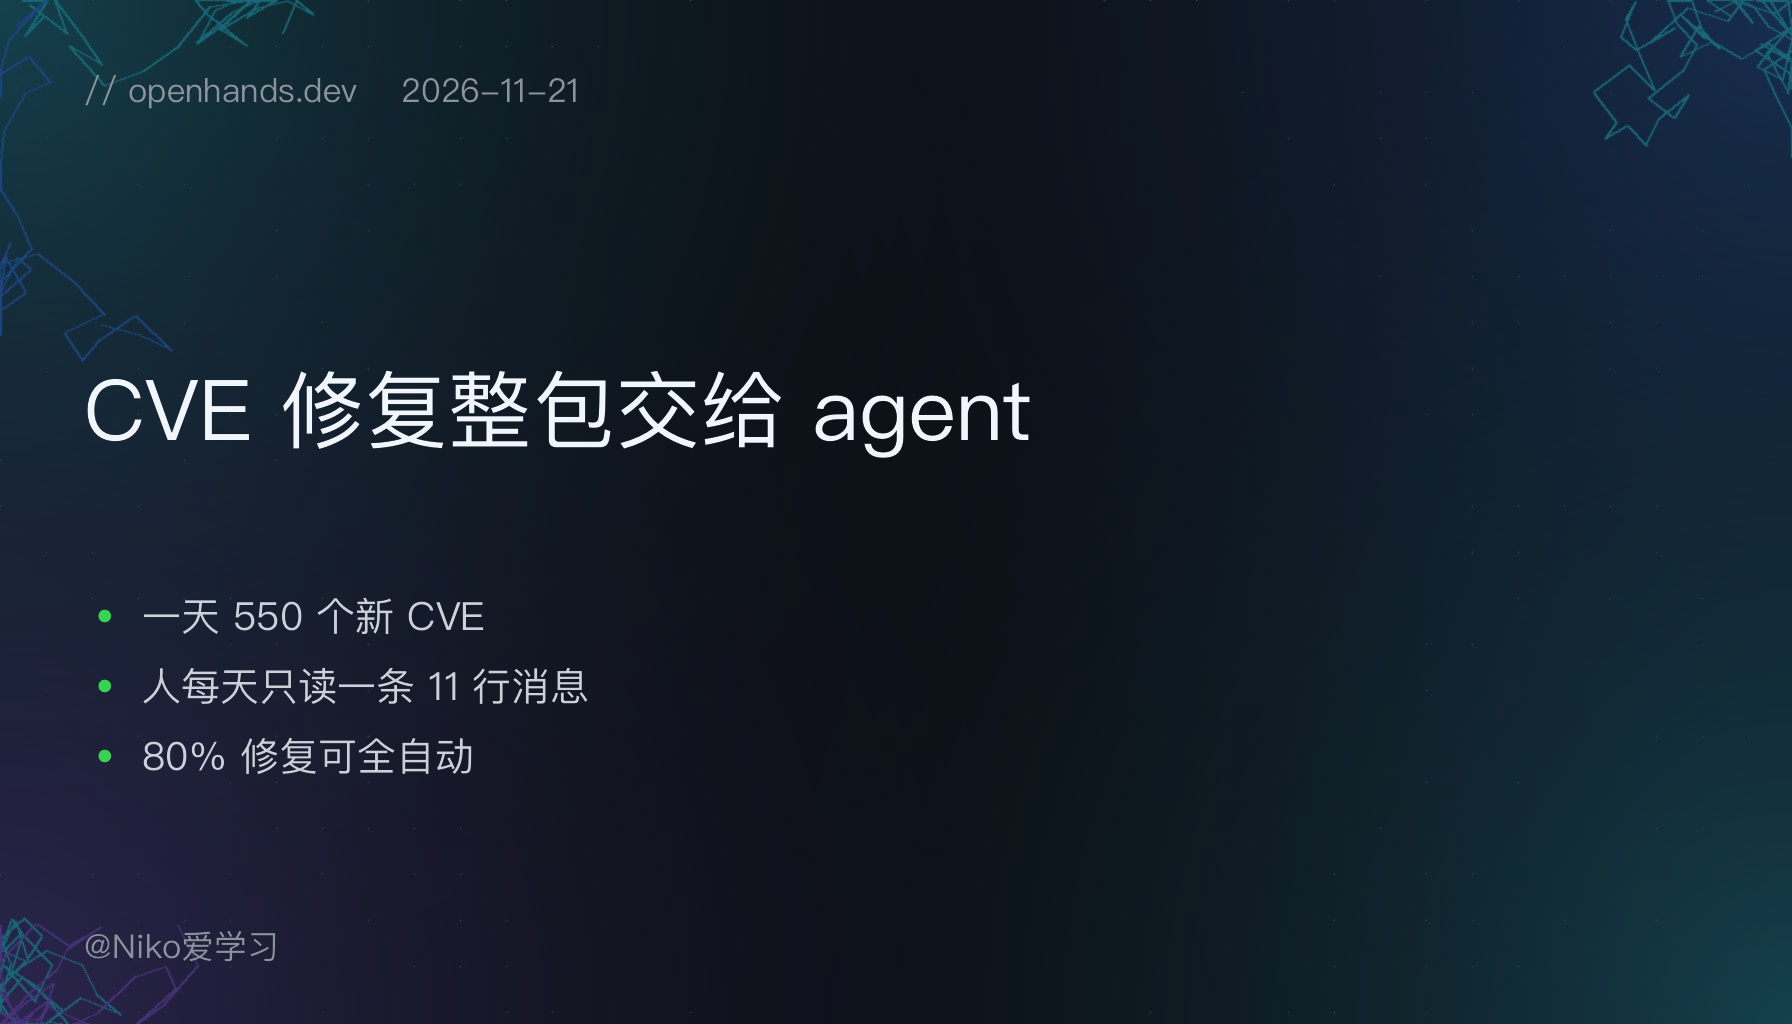 // openhands.dev 2026-11-21
CVE 修复整包交给 agent
• 一天 550 个新 CVE
• 人每天只读一条 11 行消息
• 80% 修复可全自动
@Niko爱学习